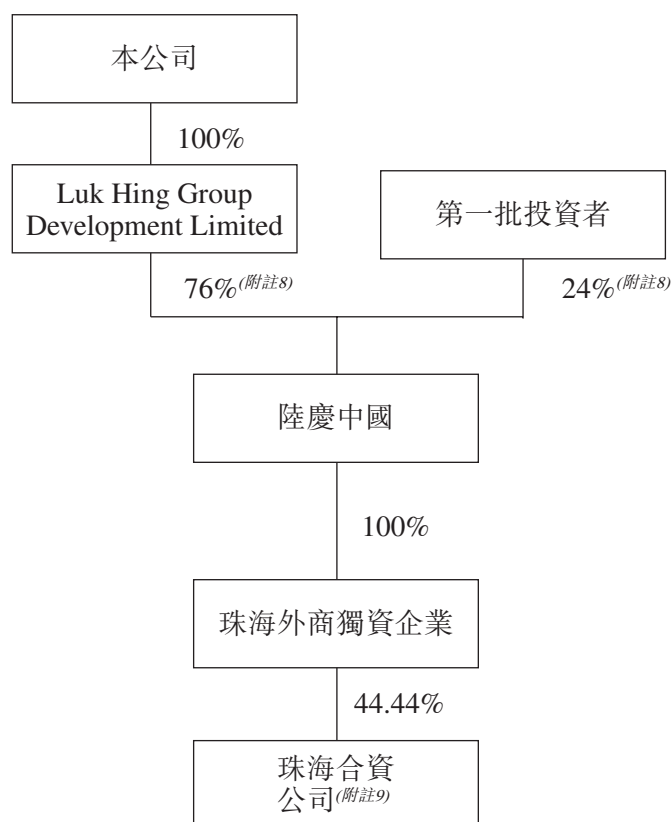 本公司
100%
Luk Hing Group
Development Limited
第一批投資者
76%(附註8)
24%(附註8)
陸慶中國
100%
珠海外商獨資企業
44.44%
珠海合資
公司(附註9)